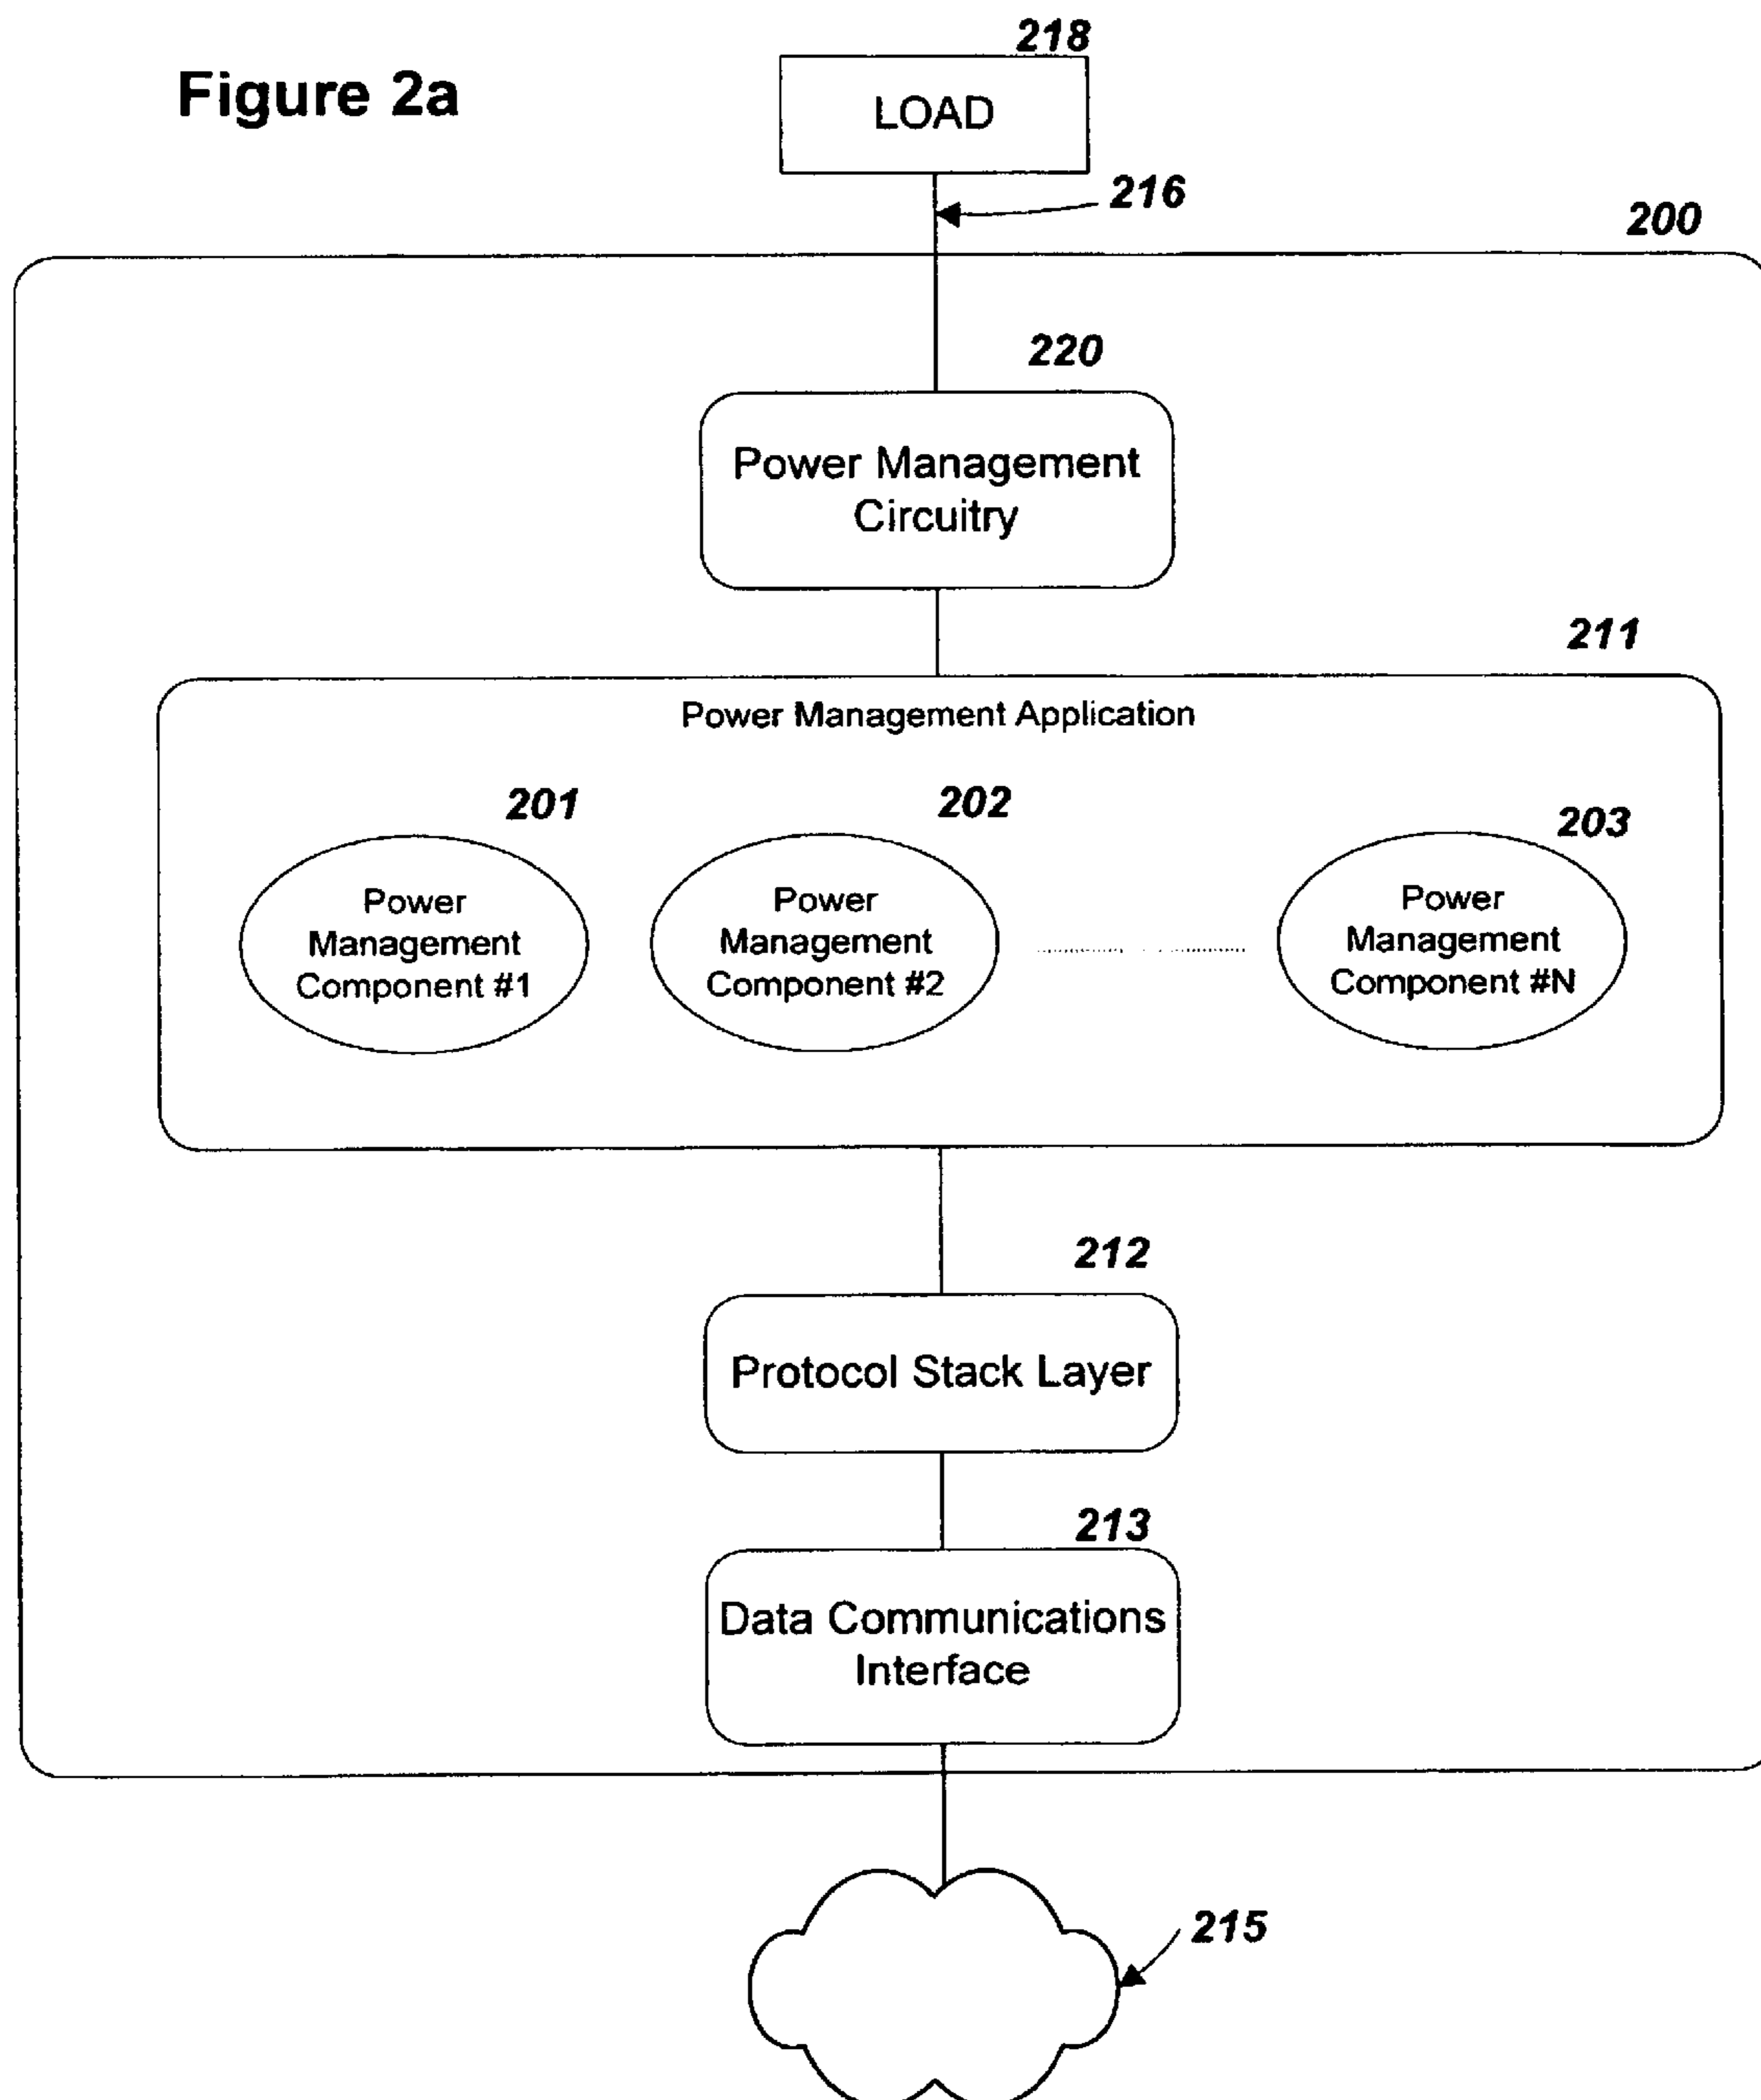 218
Figure 2a
LOAD
216
200
220
Power Management
Circuitry
211
Power Management Application
201
202
203
Power
Management
Component #1
Power
Management
Component #2
Power
Management
Component #N
212
Protocol Stack Layer
213
Data Communications
Interface
215